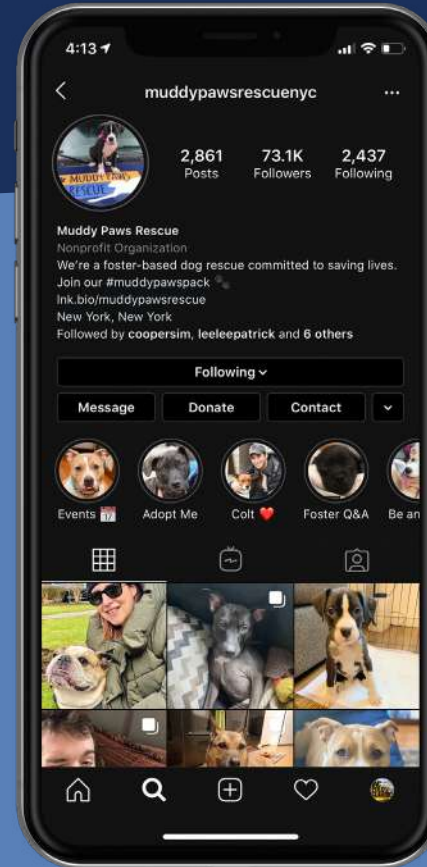 4:13
muddypawsrescuenyc
2,861 73.1K 2,437
Posts Followers Following
MUDDY PAWS
RESCUE
Muddy Paws Rescue
Nonprofit Organization
We're a foster-based dog rescue committed to saving lives.
Join our #muddypawspack 🐾
lnk.bio/muddypawsrescue
New York, New York
Followed by coopersim, leeleepatrick and 6 others
Following
Message Donate Contact
Events 📅 Adopt Me Colt ❤️ Foster Q&A Be an